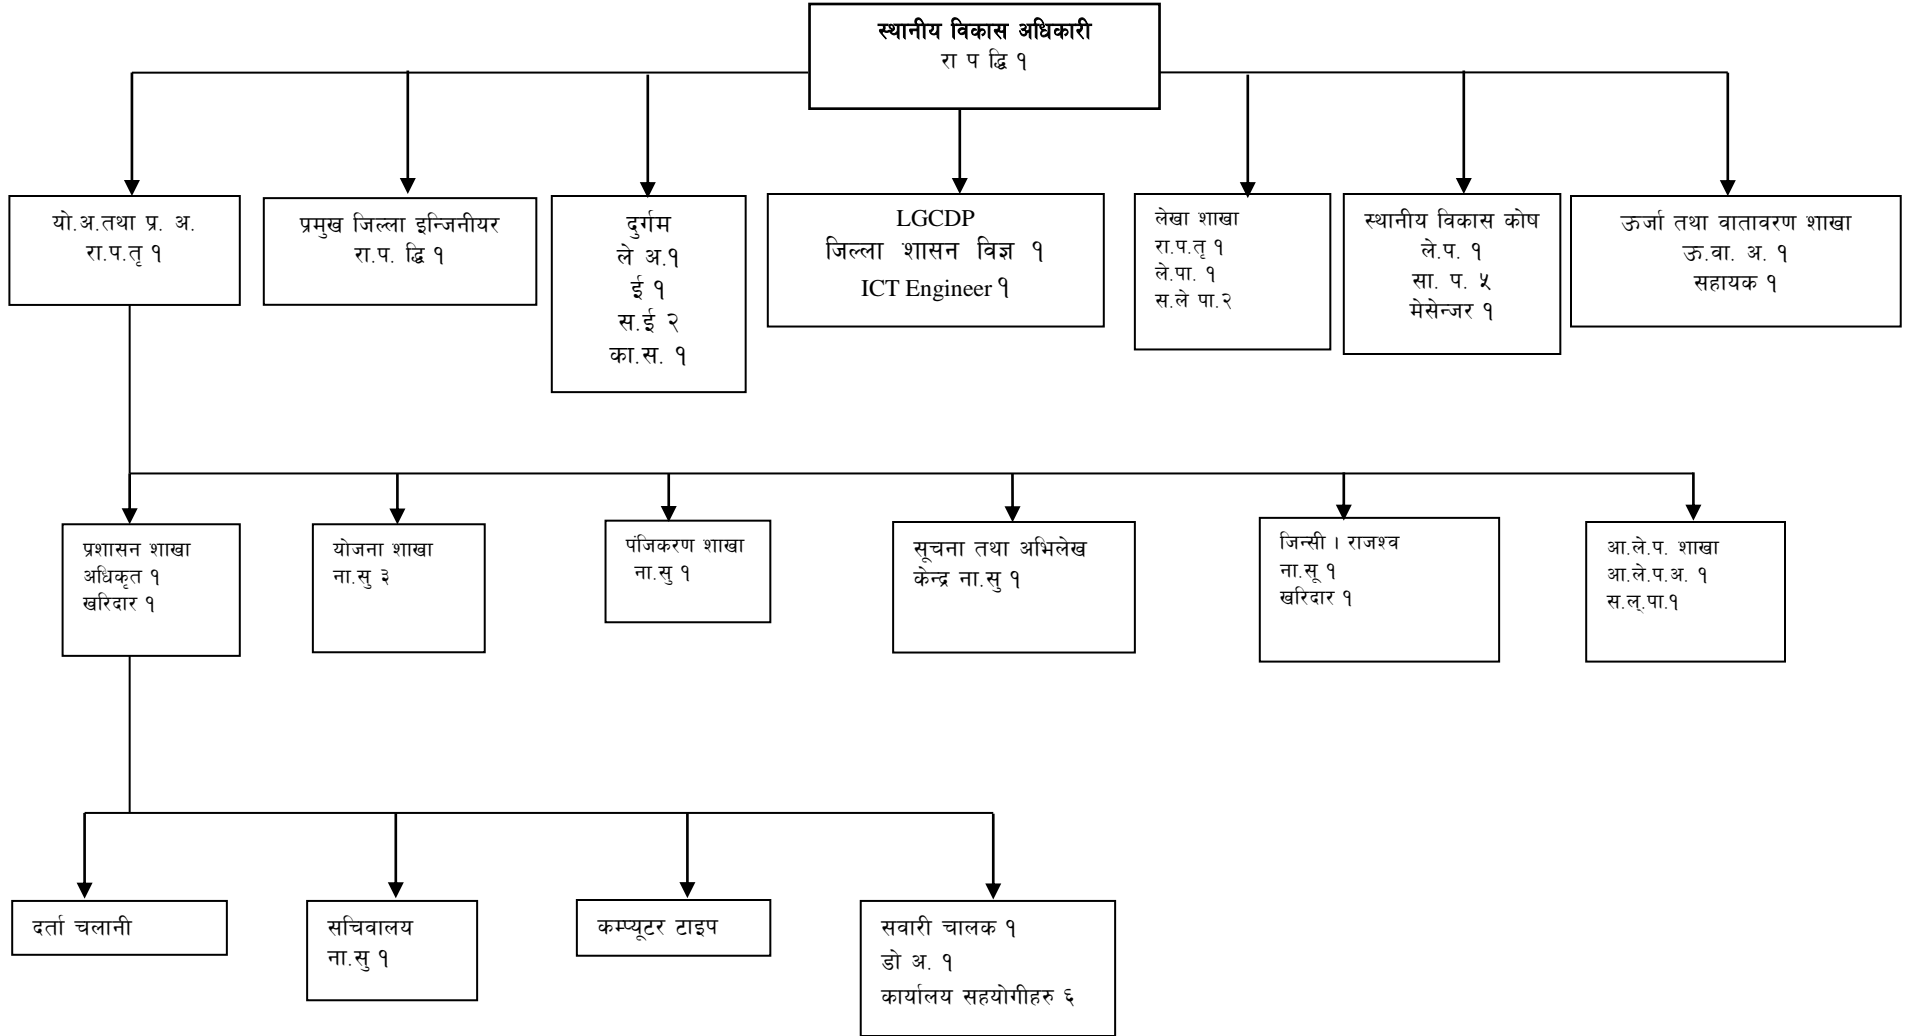 स्थानीय विकास अधिकारी
रा प द्धि १
यो.अ.तथा प्र. अ.
रा.प.तृ १
प्रमुख जिल्ला इन्जिनीयर
रा.प. द्धि १
दुर्गम
ले अ.१
ई १
स.ई २
का.स. १
LGCDP
जिल्ला शासन विज्ञ १
ICT Engineer १
लेखा शाखा
रा.प.तृ १
ले.पा. १
स.ले पा.२
स्थानीय विकास कोष
ले.प. १
सा. प. ५
मेसेन्जर १
ऊर्जा तथा वातावरण शाखा
ऊ.वा. अ. १
सहायक १
प्रशासन शाखा
अधिकृत १
खरिदार १
योजना शाखा
ना.सु ३
पंजिकरण शाखा
ना.सु १
सूचना तथा अभिलेख
केन्द्र ना.सु १
जिन्सी । राजश्व
ना.सू १
खरिदार १
आ.ले.प. शाखा
आ.ले.प.अ. १
स.ल्.पा.१
दर्ता चलानी
सचिवालय
ना.सु १
कम्प्यूटर टाइप
सवारी चालक १
डो अ. १
कार्यालय सहयोगीहरु ६